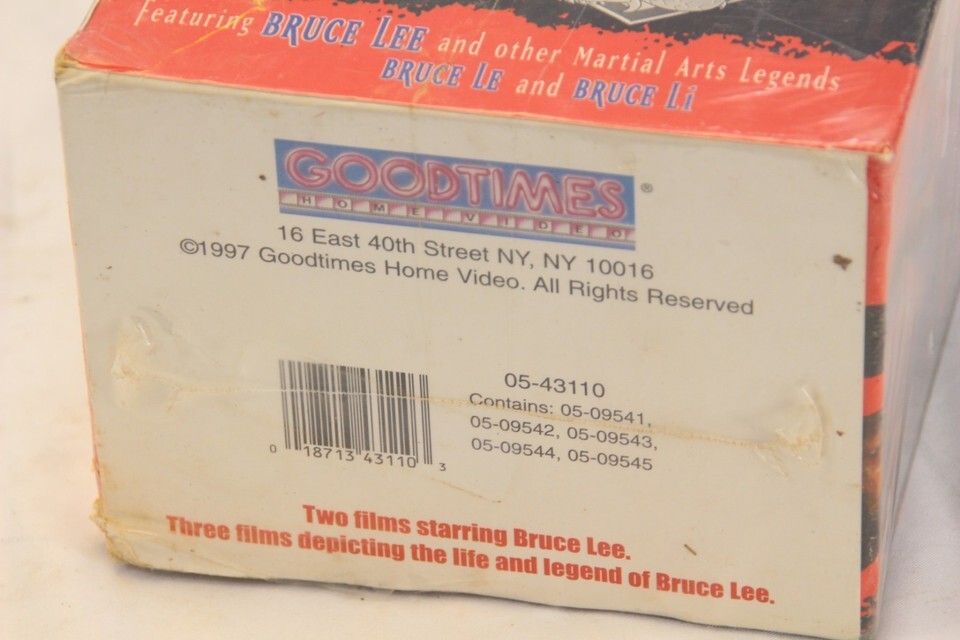 Featuring BRUCE LEE and other Martial Arts Legends
BRUCE LE and BRUCE Li
GOODTIMES®
HOME VIDEO
16 East 40th Street NY, NY 10016
©1997 Goodtimes Home Video. All Rights Reserved
05-43110
Contains: 05-09541,
05-09542, 05-09543,
05-09544, 05-09545
0 18713 43110 3
Two films starring Bruce Lee.
Three films depicting the life and legend of Bruce Lee.